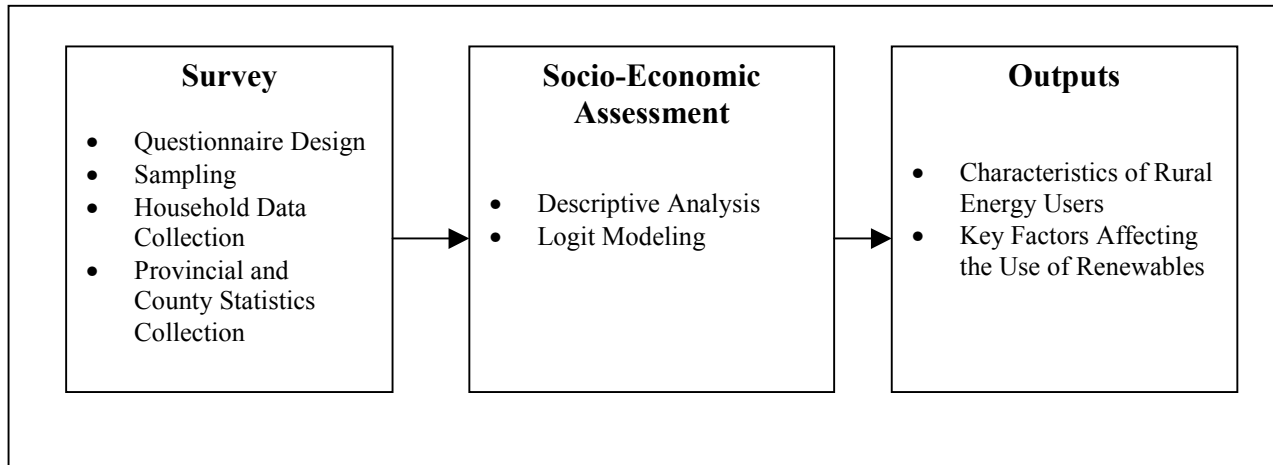 Survey
• Questionnaire Design
• Sampling
• Household Data
Collection
• Provincial and
County Statistics
Collection
Socio-Economic
Assessment
• Descriptive Analysis
• Logit Modeling
Outputs
• Characteristics of Rural
Energy Users
• Key Factors Affecting
the Use of Renewables